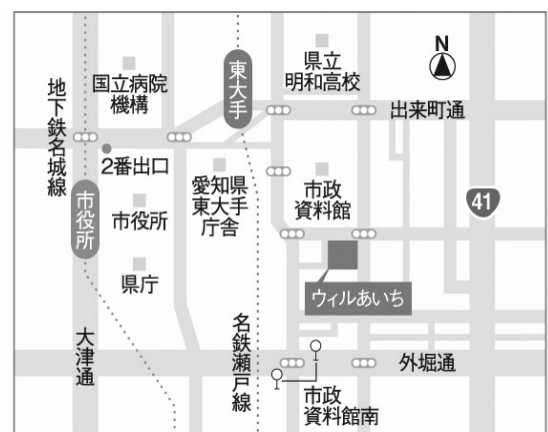 N
県立
明和高校
国立病院
機構
東大手
地下鉄名城線
出来町通
2番出口
愛知県
東大手
庁舎
市政
資料館
41
市役所
市役所
県庁
ウィルあいち
大津通
名鉄瀬戸線
外堀通
市政
資料館南